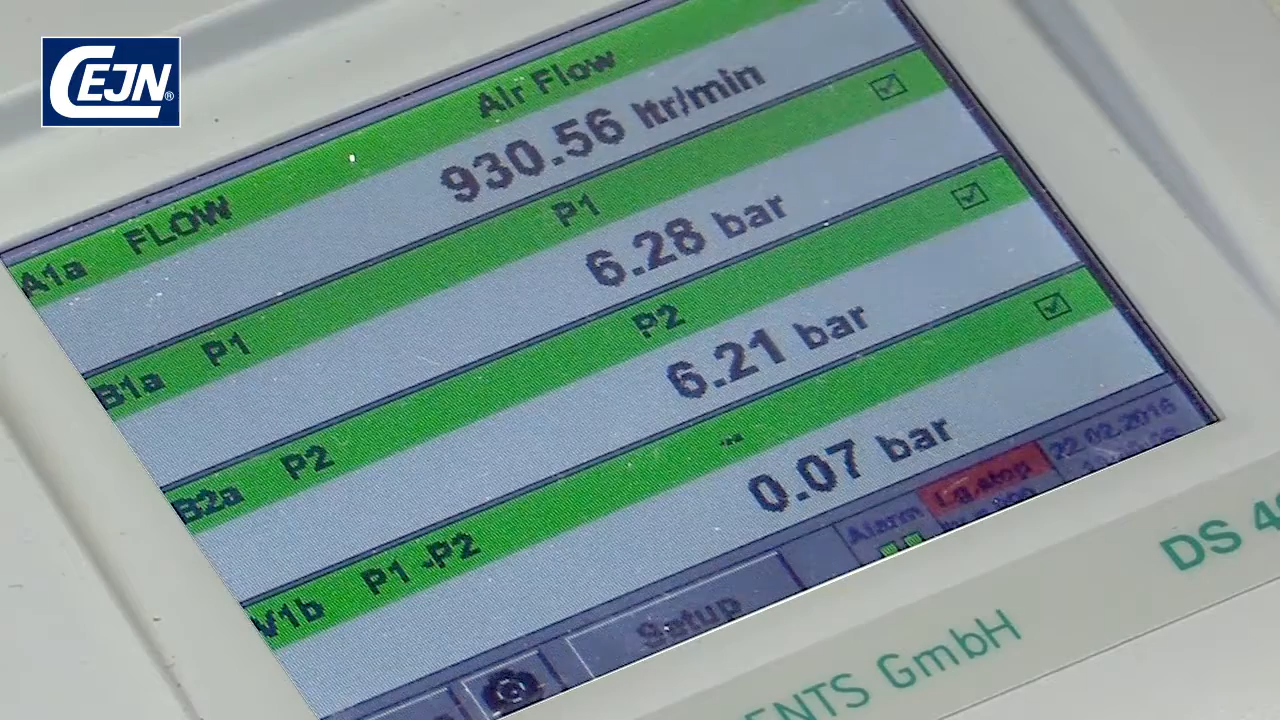 CEJN®
Air Flow
A1a FLOW
930.56 ltr/min
P1
B1a P1
6.28 bar
P2
B2a P2
6.21 bar
V1b P1 -P2
0.07 bar
Alarm
22.02.2016
Setup
DS
ENTS GmbH